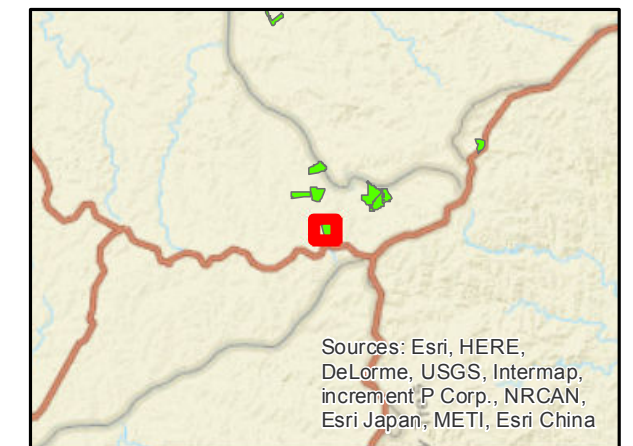 Sources: Esri, HERE,
DeLorme, USGS, Intermap,
increment P Corp., NRCAN,
Esri Japan, METI, Esri China